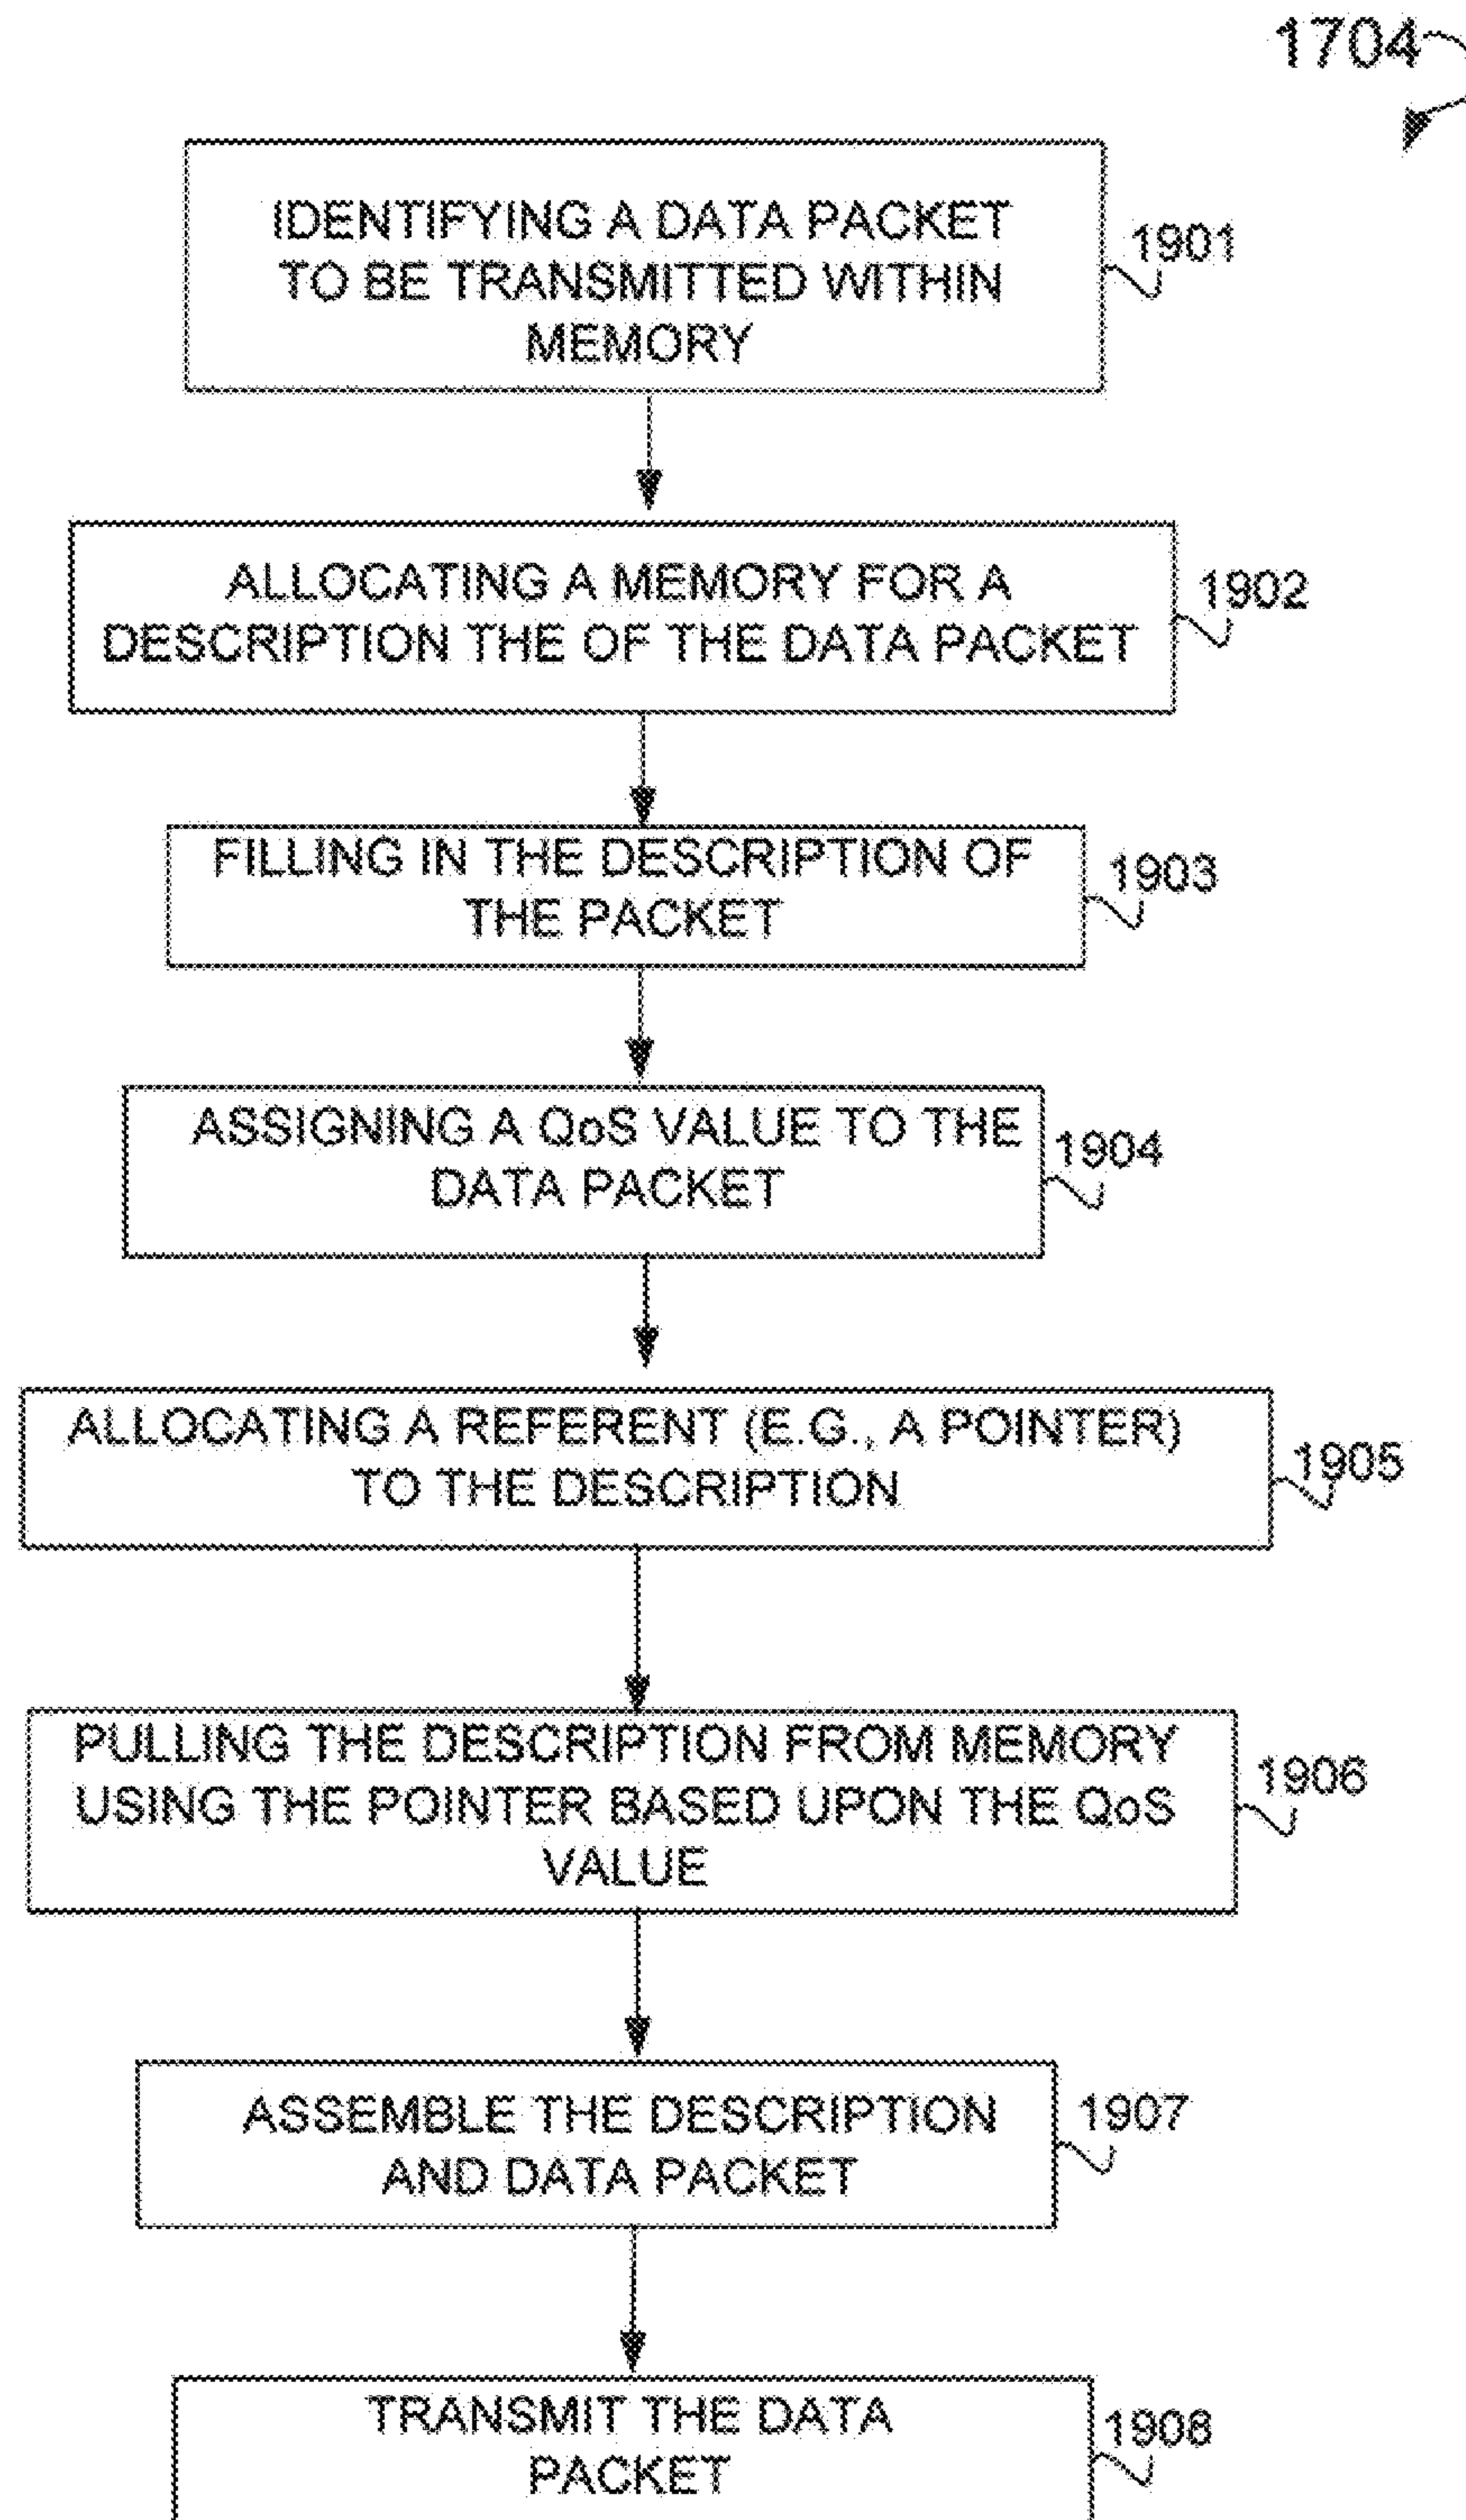 1704
IDENTIFYING A DATA PACKET
TO BE TRANSMITTED WITHIN
MEMORY
1901
ALLOCATING A MEMORY FOR A
DESCRIPTION THE OF THE DATA PACKET
1902
FILLING IN THE DESCRIPTION OF
THE PACKET
1903
ASSIGNING A QoS VALUE TO THE
DATA PACKET
1904
ALLOCATING A REFERENT (E.G., A POINTER)
TO THE DESCRIPTION
1905
PULLING THE DESCRIPTION FROM MEMORY
USING THE POINTER BASED UPON THE QoS
VALUE
1906
ASSEMBLE THE DESCRIPTION
AND DATA PACKET
1907
TRANSMIT THE DATA
PACKET
1908